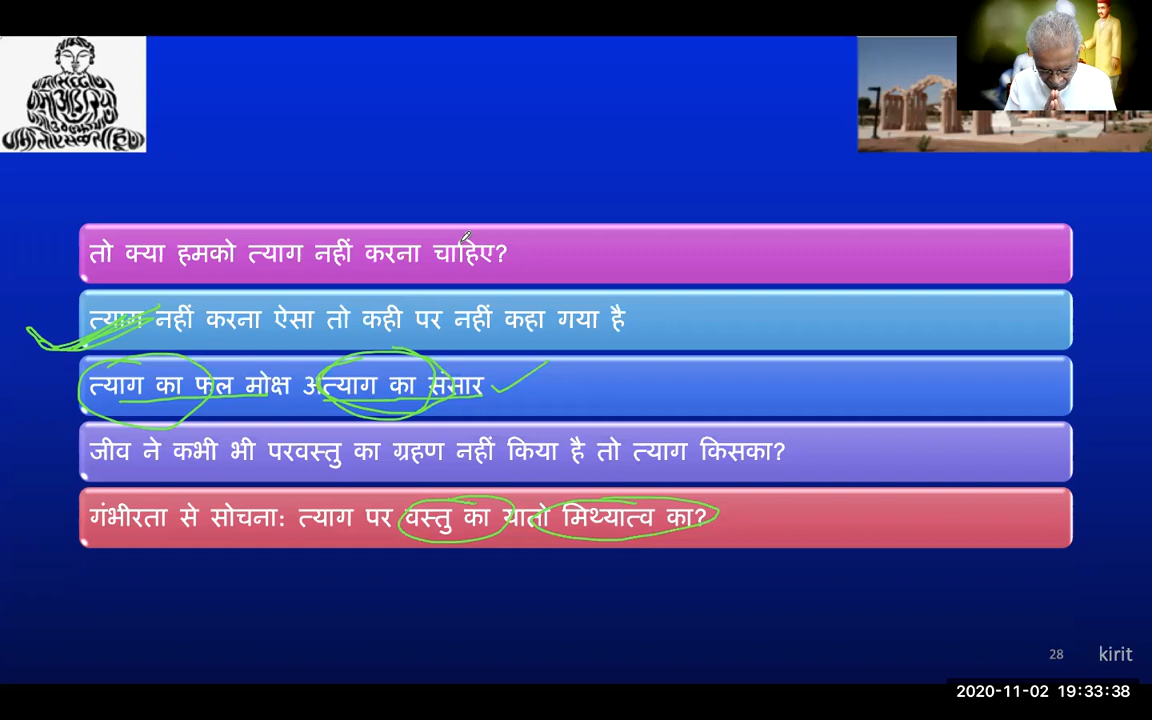 तो क्या हमको त्याग नहीं करना चाहिए?
त्याग नहीं करना ऐसा तो कही पर नहीं कहा गया है
त्याग का फल मोक्ष अत्याग का संसार
जीव ने कभी भी परवस्तु का ग्रहण नहीं किया है तो त्याग किसका?
गंभीरता से सोचना: त्याग पर वस्तु का यातो मिथ्यात्व का?
28 kirit
2020-11-02 19:33:38